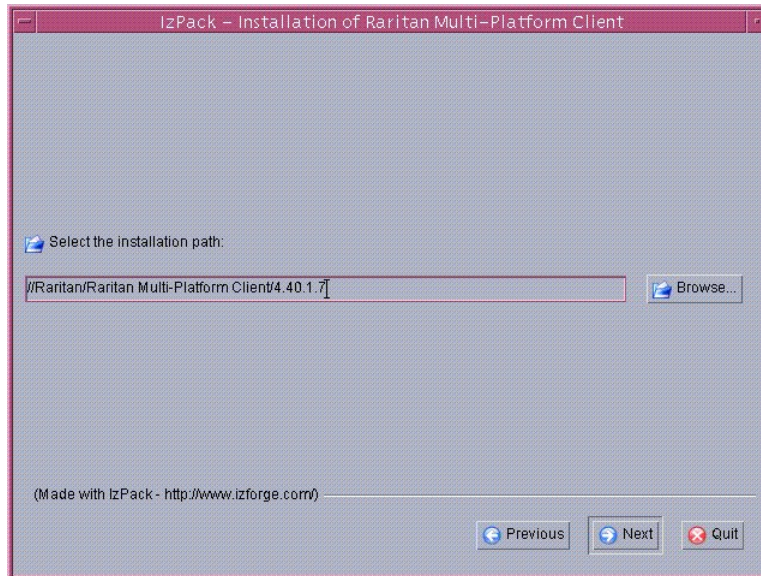 IzPack – Installation of Raritan Multi–Platform Client
Select the installation path:
//Raritan/Raritan Multi-Platform Client/4.40.1.7
Browse...
(Made with IzPack - http://www.izforge.com/)
Previous
Next
Quit